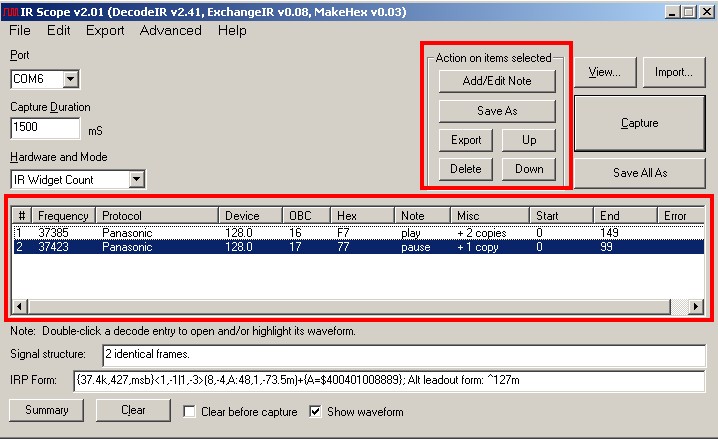 IR Scope v2.01 (DecodeIR v2.41, ExchangeIR v0.08, MakeHex v0.03)
File Edit Export Advanced Help
Port
COM6
Capture Duration
1500 mS
Hardware and Mode
IR Widget Count
Action on items selected
Add/Edit Note
Save As
Export Up
Delete Down
View... Import...
Capture
Save All As
# Frequency Protocol Device OBC Hex Note Misc Start End Error
1 37385 Panasonic 128.0 16 F7 play + 2 copies 0 149
2 37423 Panasonic 128.0 17 77 pause + 1 copy 0 99
Note: Double-click a decode entry to open and/or highlight its waveform.
Signal structure: 2 identical frames.
IRP Form: {37.4k,427,msb}<1,-1|1,-3>(8,-4,A:48,1,-73.5m)+{A=$400401008889}; Alt leadout form: ^127m
Summary Clear Clear before capture Show waveform